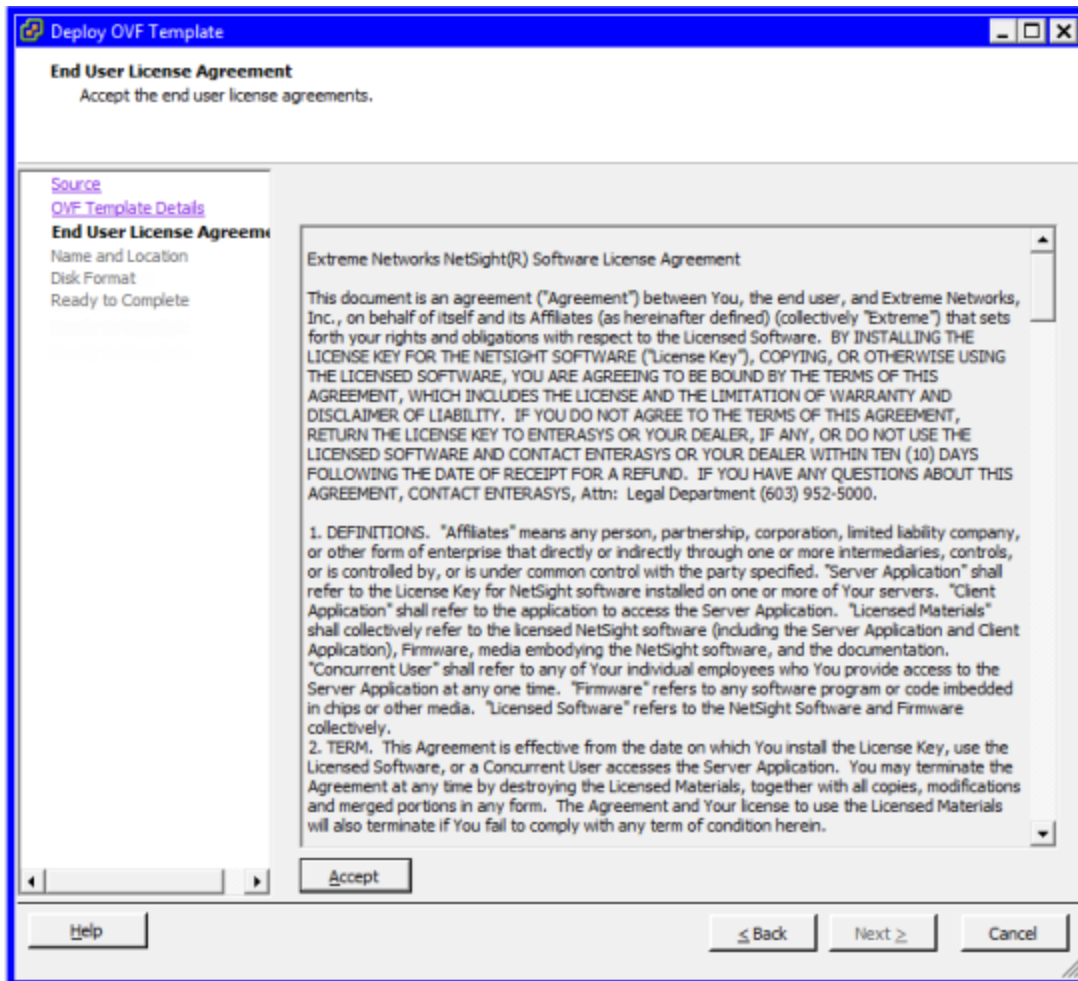 Deploy OVF Template
End User License Agreement
Accept the end user license agreements.
Source
OVF Template Details
End User License Agreeme
Name and Location
Disk Format
Ready to Complete
Extreme Networks NetSight(R) Software License Agreement
This document is an agreement ("Agreement") between You, the end user, and Extreme Networks,
Inc., on behalf of itself and its Affiliates (as hereinafter defined) (collectively "Extreme") that sets
forth your rights and obligations with respect to the Licensed Software. BY INSTALLING THE
LICENSE KEY FOR THE NETSIGHT SOFTWARE ("License Key"), COPYING, OR OTHERWISE USING
THE LICENSED SOFTWARE, YOU ARE AGREEING TO BE BOUND BY THE TERMS OF THIS
AGREEMENT, WHICH INCLUDES THE LICENSE AND THE LIMITATION OF WARRANTY AND
DISCLAIMER OF LIABILITY. IF YOU DO NOT AGREE TO THE TERMS OF THIS AGREEMENT,
RETURN THE LICENSE KEY TO ENTERASYS OR YOUR DEALER, IF ANY, OR DO NOT USE THE
LICENSED SOFTWARE AND CONTACT ENTERASYS OR YOUR DEALER WITHIN TEN (10) DAYS
FOLLOWING THE DATE OF RECEIPT FOR A REFUND. IF YOU HAVE ANY QUESTIONS ABOUT THIS
AGREEMENT, CONTACT ENTERASYS, Attn: Legal Department (603) 952-5000.
1. DEFINITIONS. "Affiliates" means any person, partnership, corporation, limited liability company,
or other form of enterprise that directly or indirectly through one or more intermediaries, controls,
or is controlled by, or is under common control with the party specified. "Server Application" shall
refer to the License Key for NetSight software installed on one or more of Your servers. "Client
Application" shall refer to the application to access the Server Application. "Licensed Materials"
shall collectively refer to the licensed NetSight software (including the Server Application and Client
Application), Firmware, media embodying the NetSight software, and the documentation.
"Concurrent User" shall refer to any of Your individual employees who You provide access to the
Server Application at any one time. "Firmware" refers to any software program or code imbedded
in chips or other media. "Licensed Software" refers to the NetSight Software and Firmware
collectively.
2. TERM. This Agreement is effective from the date on which You install the License Key, use the
Licensed Software, or a Concurrent User accesses the Server Application. You may terminate the
Agreement at any time by destroying the Licensed Materials, together with all copies, modifications
and merged portions in any form. The Agreement and Your license to use the Licensed Materials
will also terminate if You fail to comply with any term of condition herein.
Accept
Help
< Back
Next >
Cancel